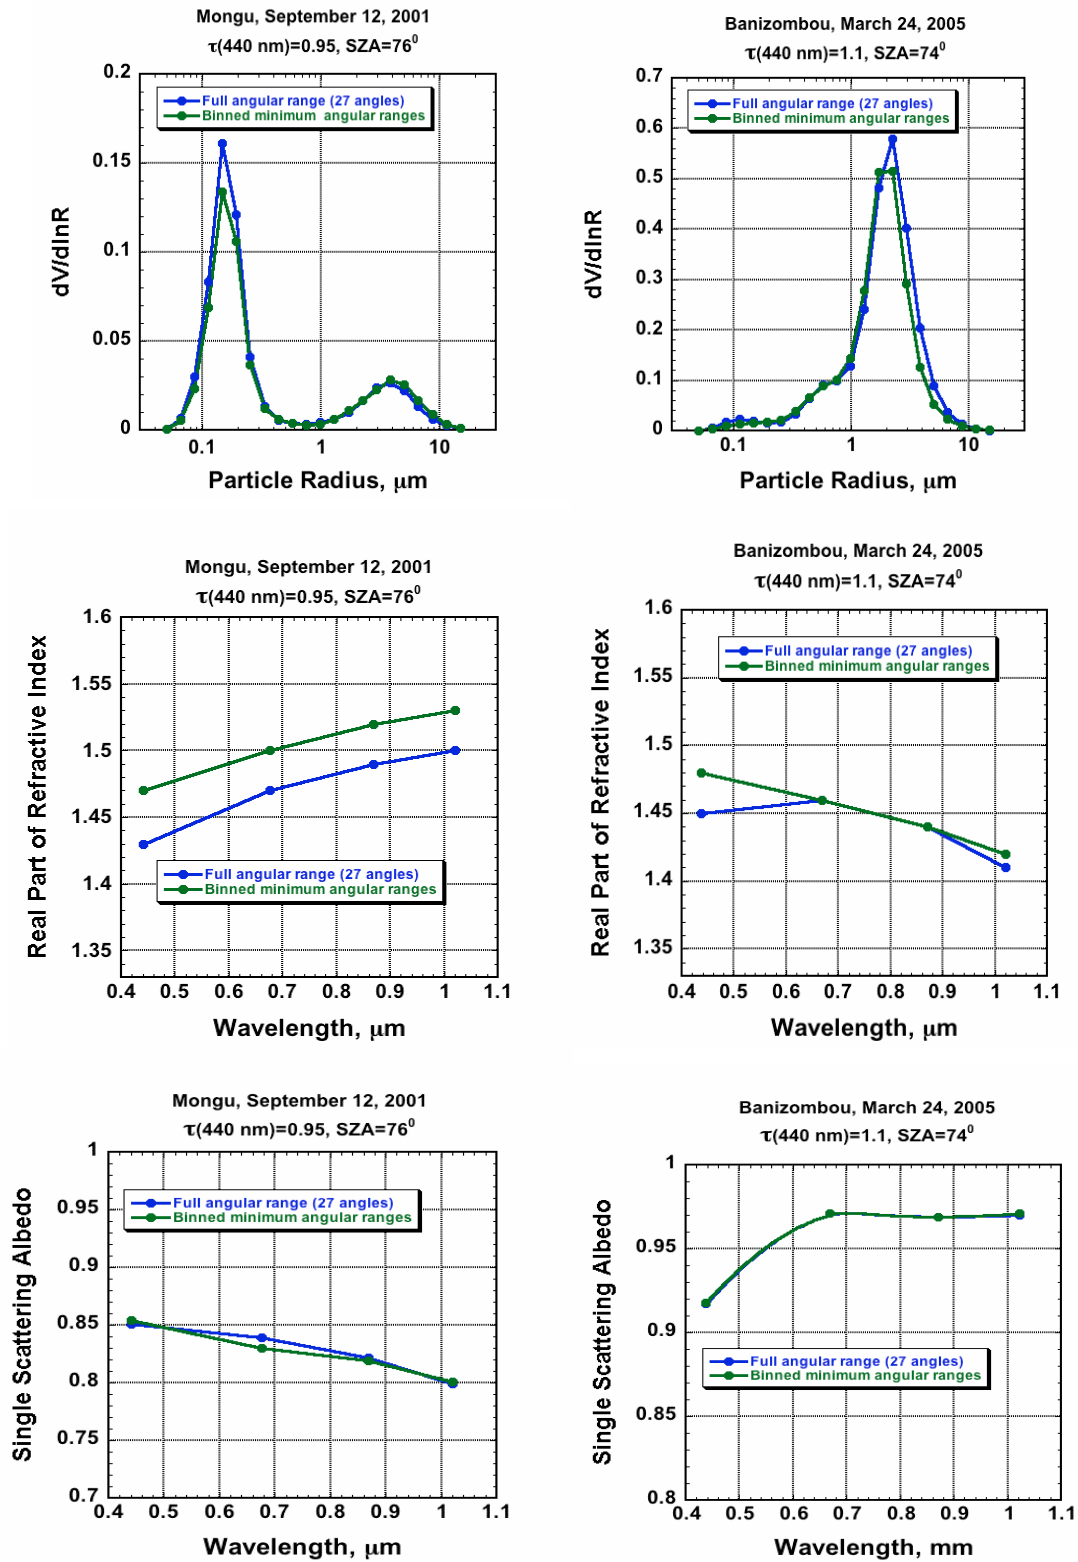 Mongu, September 12, 2001
τ(440 nm)=0.95, SZA=76⁰
0.2
0.15
0.1
0.05
0
dV/dlnR
Full angular range (27 angles)
Binned minimum angular ranges
0.1
1
10
Particle Radius, μm
Banizombou, March 24, 2005
τ(440 nm)=1.1, SZA=74⁰
0.7
0.6
0.5
0.4
0.3
0.2
0.1
0
dV/dlnR
Full angular range (27 angles)
Binned minimum angular ranges
0.1
1
10
Particle Radius, μm
Mongu, September 12, 2001
τ(440 nm)=0.95, SZA=76⁰
1.6
1.55
1.5
1.45
1.4
1.35
Real Part of Refractive Index
Full angular range (27 angles)
Binned minimum angular ranges
0.4 0.5 0.6 0.7 0.8 0.9 1 1.1
Wavelength, μm
Banizombou, March 24, 2005
τ(440 nm)=1.1, SZA=74⁰
1.6
1.55
1.5
1.45
1.4
1.35
Real Part of Refractive Index
Full angular range (27 angles)
Binned minimum angular ranges
0.4 0.5 0.6 0.7 0.8 0.9 1 1.1
Wavelength, μm
Mongu, September 12, 2001
τ(440 nm)=0.95, SZA=76⁰
1
0.95
0.9
0.85
0.8
0.75
0.7
Single Scattering Albedo
Full angular range (27 angles)
Binned minimum angular ranges
0.4 0.5 0.6 0.7 0.8 0.9 1 1.1
Wavelength, μm
Banizombou, March 24, 2005
τ(440 nm)=1.1, SZA=74⁰
1
0.95
0.9
0.85
0.8
Single Scattering Albedo
Full angular range (27 angles)
Binned minimum angular ranges
0.4 0.5 0.6 0.7 0.8 0.9 1 1.1
Wavelength, mm